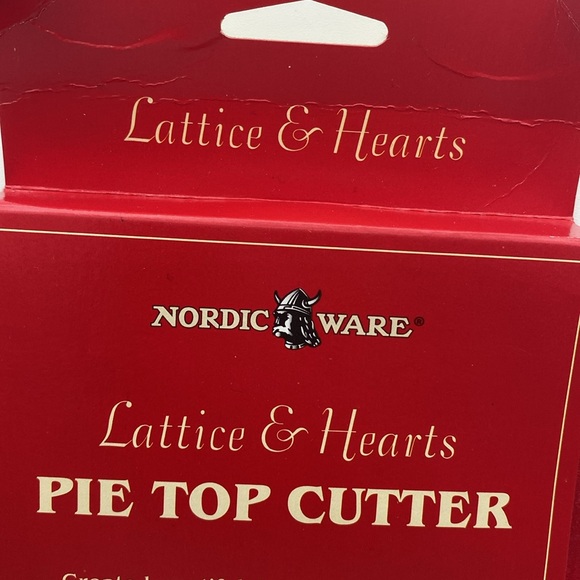 Lattice & Hearts
NORDIC WARE®
Lattice & Hearts
PIE TOP CUTTER